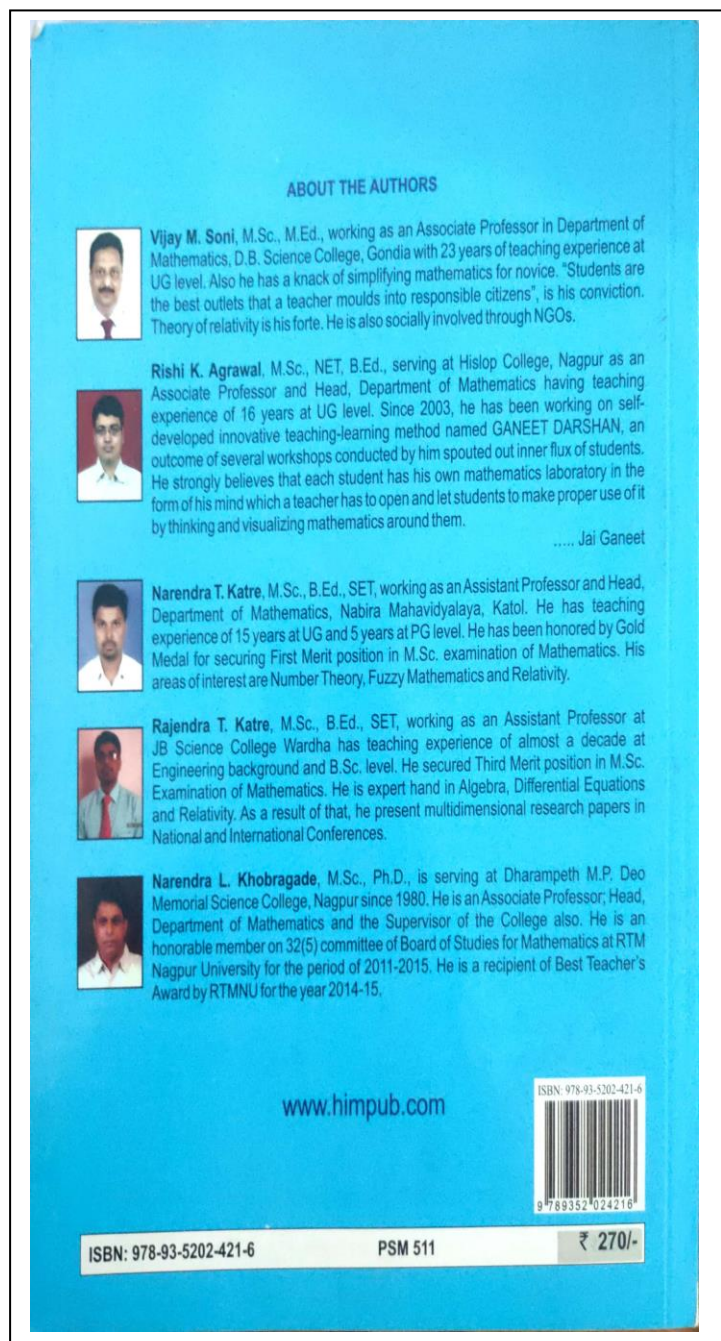 ABOUT THE AUTHORS
Vijay M. Soni, M.Sc., M.Ed., working as an Associate Professor in Department of
Mathematics, D.B. Science College, Gondia with 23 years of teaching experience at
UG level. Also he has a knack of simplifying mathematics for novice. "Students are
the best outlets that a teacher moulds into responsible citizens", is his conviction.
Theory of relativity is his forte. He is also socially involved through NGOs.
Rishi K. Agrawal, M.Sc., NET, B.Ed., serving at Hislop College, Nagpur as an
Associate Professor and Head, Department of Mathematics having teaching
experience of 16 years at UG level. Since 2003, he has been working on self-
developed innovative teaching-learning method named GANEET DARSHAN, an
outcome of several workshops conducted by him spouted out inner flux of students.
He strongly believes that each student has his own mathematics laboratory in the
form of his mind which a teacher has to open and let students to make proper use of it
by thinking and visualizing mathematics around them.
..... Jai Ganeet
Narendra T. Katre, M.Sc., B.Ed., SET, working as an Assistant Professor and Head,
Department of Mathematics, Nabira Mahavidyalaya, Katol. He has teaching
experience of 15 years at UG and 5 years at PG level. He has been honored by Gold
Medal for securing First Merit position in M.Sc. examination of Mathematics. His
areas of interest are Number Theory, Fuzzy Mathematics and Relativity.
Rajendra T. Katre, M.Sc., B.Ed., SET, working as an Assistant Professor at
JB Science College Wardha has teaching experience of almost a decade at
Engineering background and B.Sc. level. He secured Third Merit position in M.Sc.
Examination of Mathematics. He is expert hand in Algebra, Differential Equations
and Relativity. As a result of that, he present multidimensional research papers in
National and International Conferences.
Narendra L. Khobragade, M.Sc., Ph.D., is serving at Dharampeth M.P. Deo
Memorial Science College, Nagpur since 1980. He is an Associate Professor; Head,
Department of Mathematics and the Supervisor of the College also. He is an
honorable member on 32(5) committee of Board of Studies for Mathematics at RTM
Nagpur University for the period of 2011-2015. He is a recipient of Best Teacher's
Award by RTMNU for the year 2014-15.
www.himpub.com
ISBN: 978-93-5202-421-6
9 789352 024216
ISBN: 978-93-5202-421-6 PSM 511 ₹ 270/-